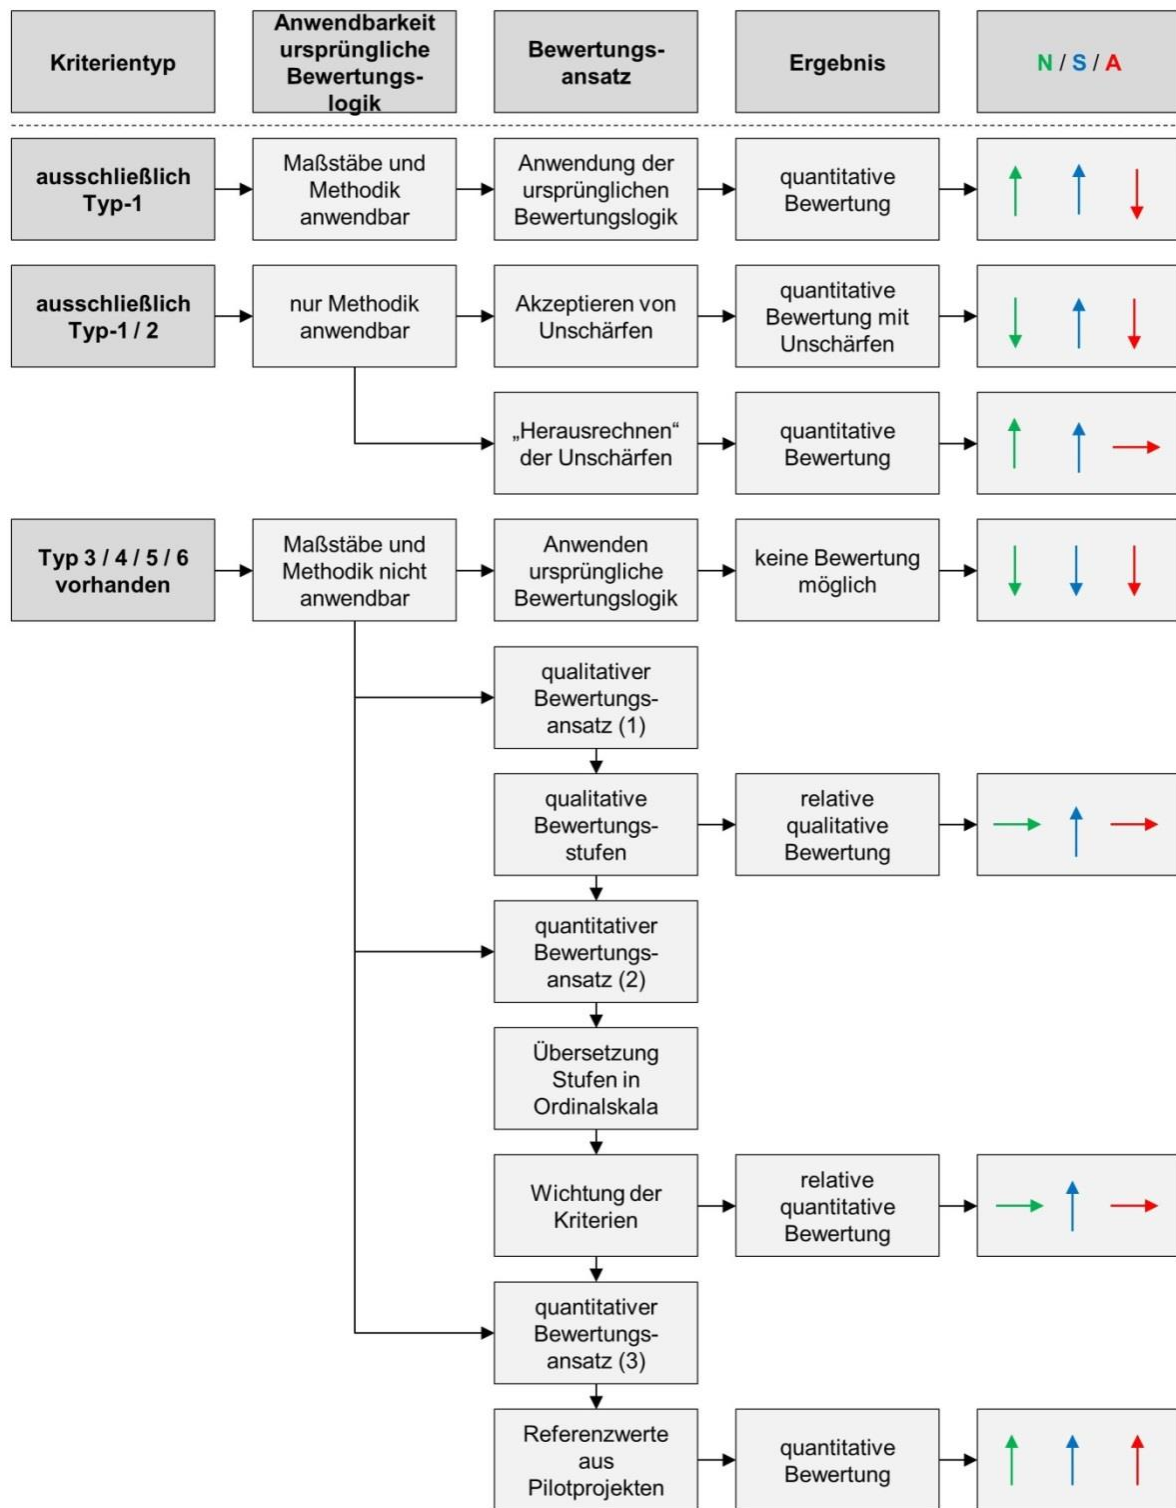 Kriterientyp
Anwendbarkeit
ursprüngliche
Bewertungs-
logik
Bewertungs-
ansatz
Ergebnis
N / S / A
ausschließlich
Typ-1
Maßstäbe und
Methodik
anwendbar
Anwendung der
ursprünglichen
Bewertungslogik
quantitative
Bewertung
ausschließlich
Typ-1 / 2
nur Methodik
anwendbar
Akzeptieren von
Unschärfen
quantitative
Bewertung mit
Unschärfen
„Herausrechnen“
der Unschärfen
quantitative
Bewertung
Typ 3 / 4 / 5 / 6
vorhanden
Maßstäbe und
Methodik nicht
anwendbar
Anwenden
ursprüngliche
Bewertungslogik
keine Bewertung
möglich
qualitativer
Bewertungs-
ansatz (1)
qualitative
Bewertungs-
stufen
relative
qualitative
Bewertung
quantitativer
Bewertungs-
ansatz (2)
Übersetzung
Stufen in
Ordinalskala
Wichtung der
Kriterien
relative
quantitative
Bewertung
quantitativer
Bewertungs-
ansatz (3)
Referenzwerte
aus
Pilotprojekten
quantitative
Bewertung